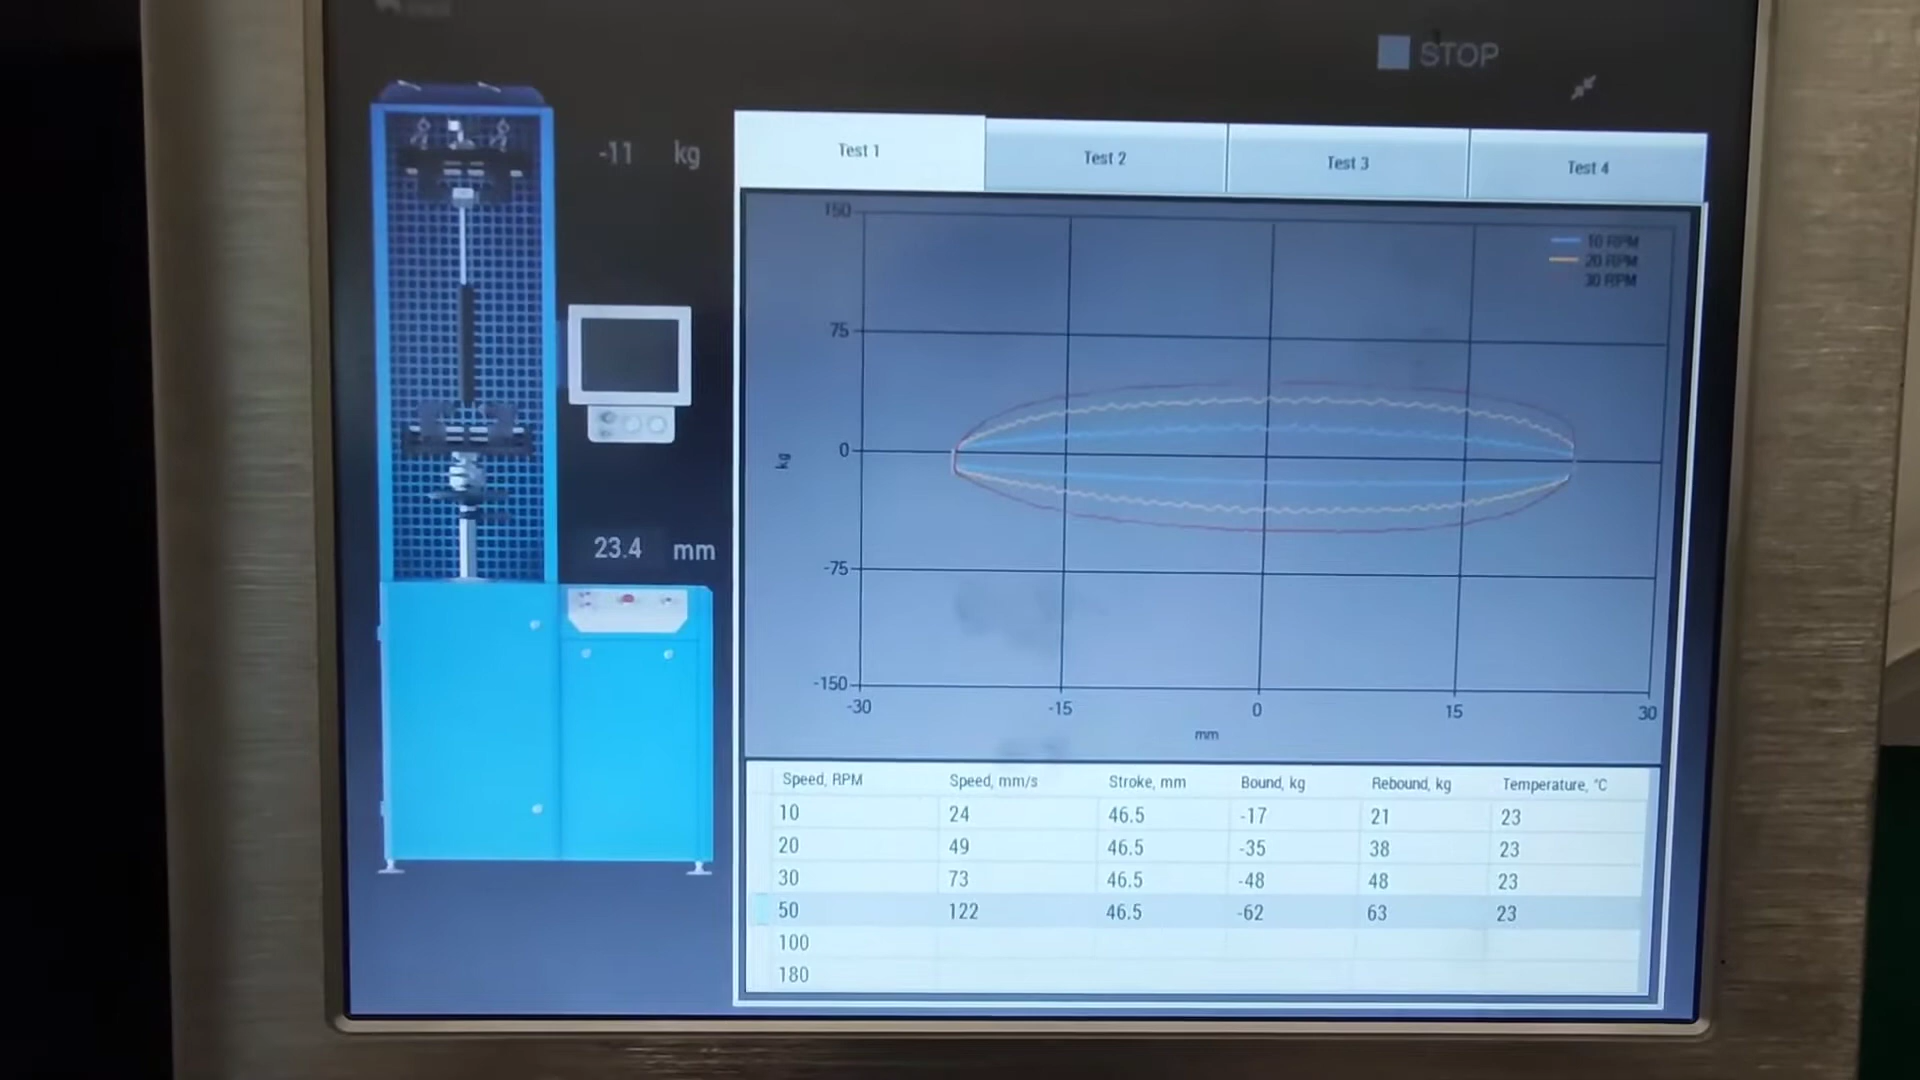 STOP
-11 kg
Test 1 Test 2 Test 3 Test 4
150
10 RPM
20 RPM
30 RPM
75
0
kg
23.4 mm
-75
-150
-30 -15 0 15 30
mm
Speed, RPM Speed, mm/s Stroke, mm Bound, kg Rebound, kg Temperature, °C
10 24 46.5 -17 21 23
20 49 46.5 -35 38 23
30 73 46.5 -48 48 23
50 122 46.5 -62 63 23
100
180